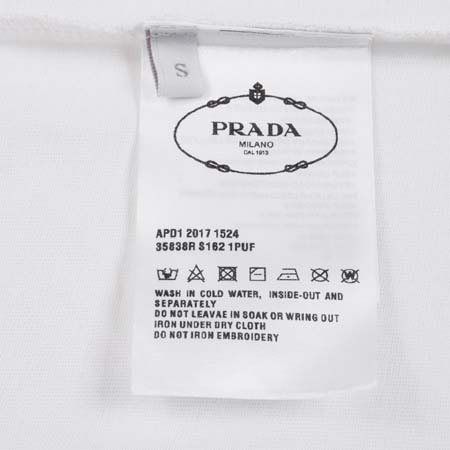 S
PRADA
MILANO
DAL 1913
APD1 2017 1524
35838R S162 1PUF
WASH IN COLD WATER, INSIDE-OUT AND
SEPARATELY
DO NOT LEAVAE IN SOAK OR WRING OUT
IRON UNDER DRY CLOTH
DO NOT IRON EMBROIDERY